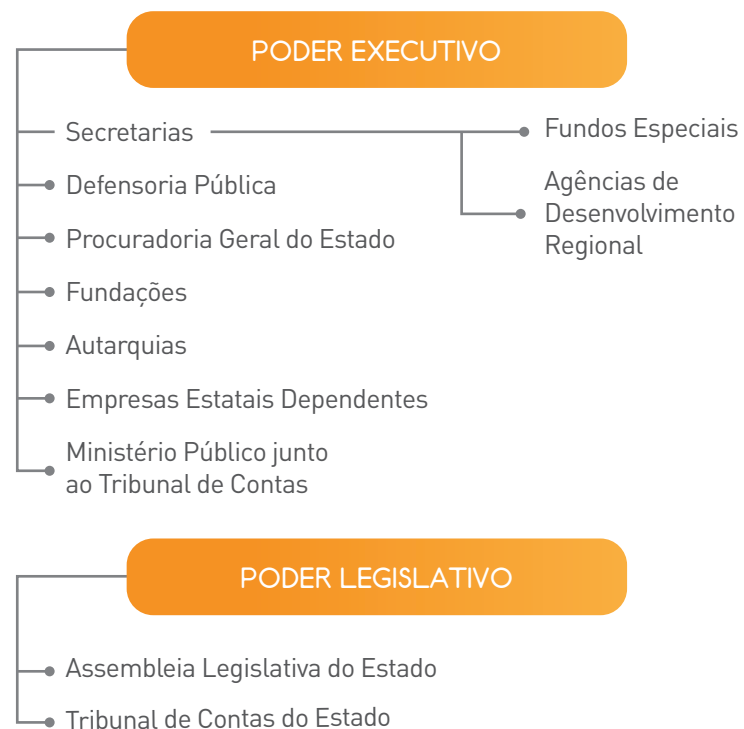 PODER EXECUTIVO
Secretarias
Fundos Especiais
Agências de
Desenvolvimento
Regional
Defensoria Pública
Procuradoria Geral do Estado
Fundações
Autarquias
Empresas Estatais Dependentes
Ministério Público junto
ao Tribunal de Contas
PODER LEGISLATIVO
Assembleia Legislativa do Estado
Tribunal de Contas do Estado